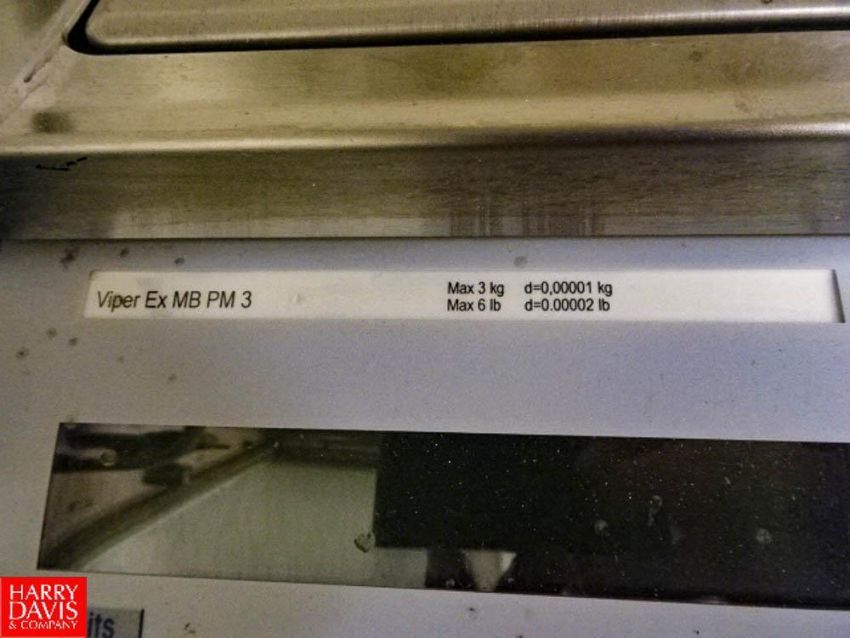 Viper Ex MB PM 3
Max 3 kg d=0,00001 kg
Max 6 lb d=0.00002 lb
HARRY
DAVIS
& COMPANY